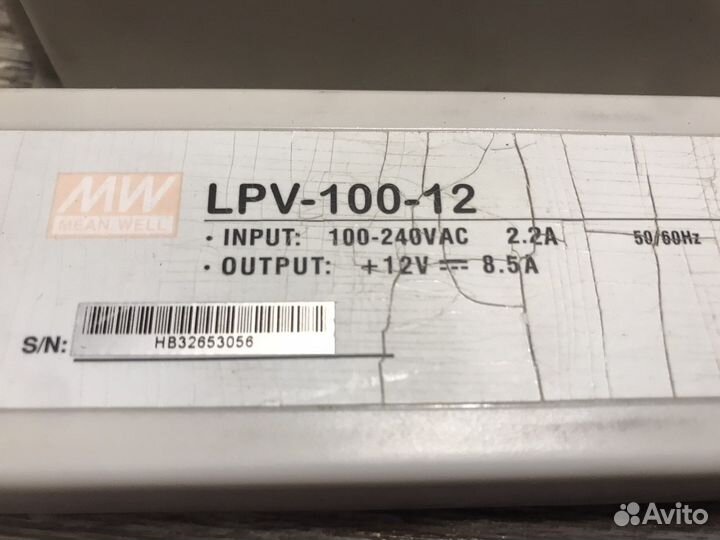 MW
MEAN WELL
LPV-100-12
• INPUT: 100-240VAC 2.2A 50/60Hz
• OUTPUT: +12V⎓ 8.5A
S/N: HB32653056
Avito